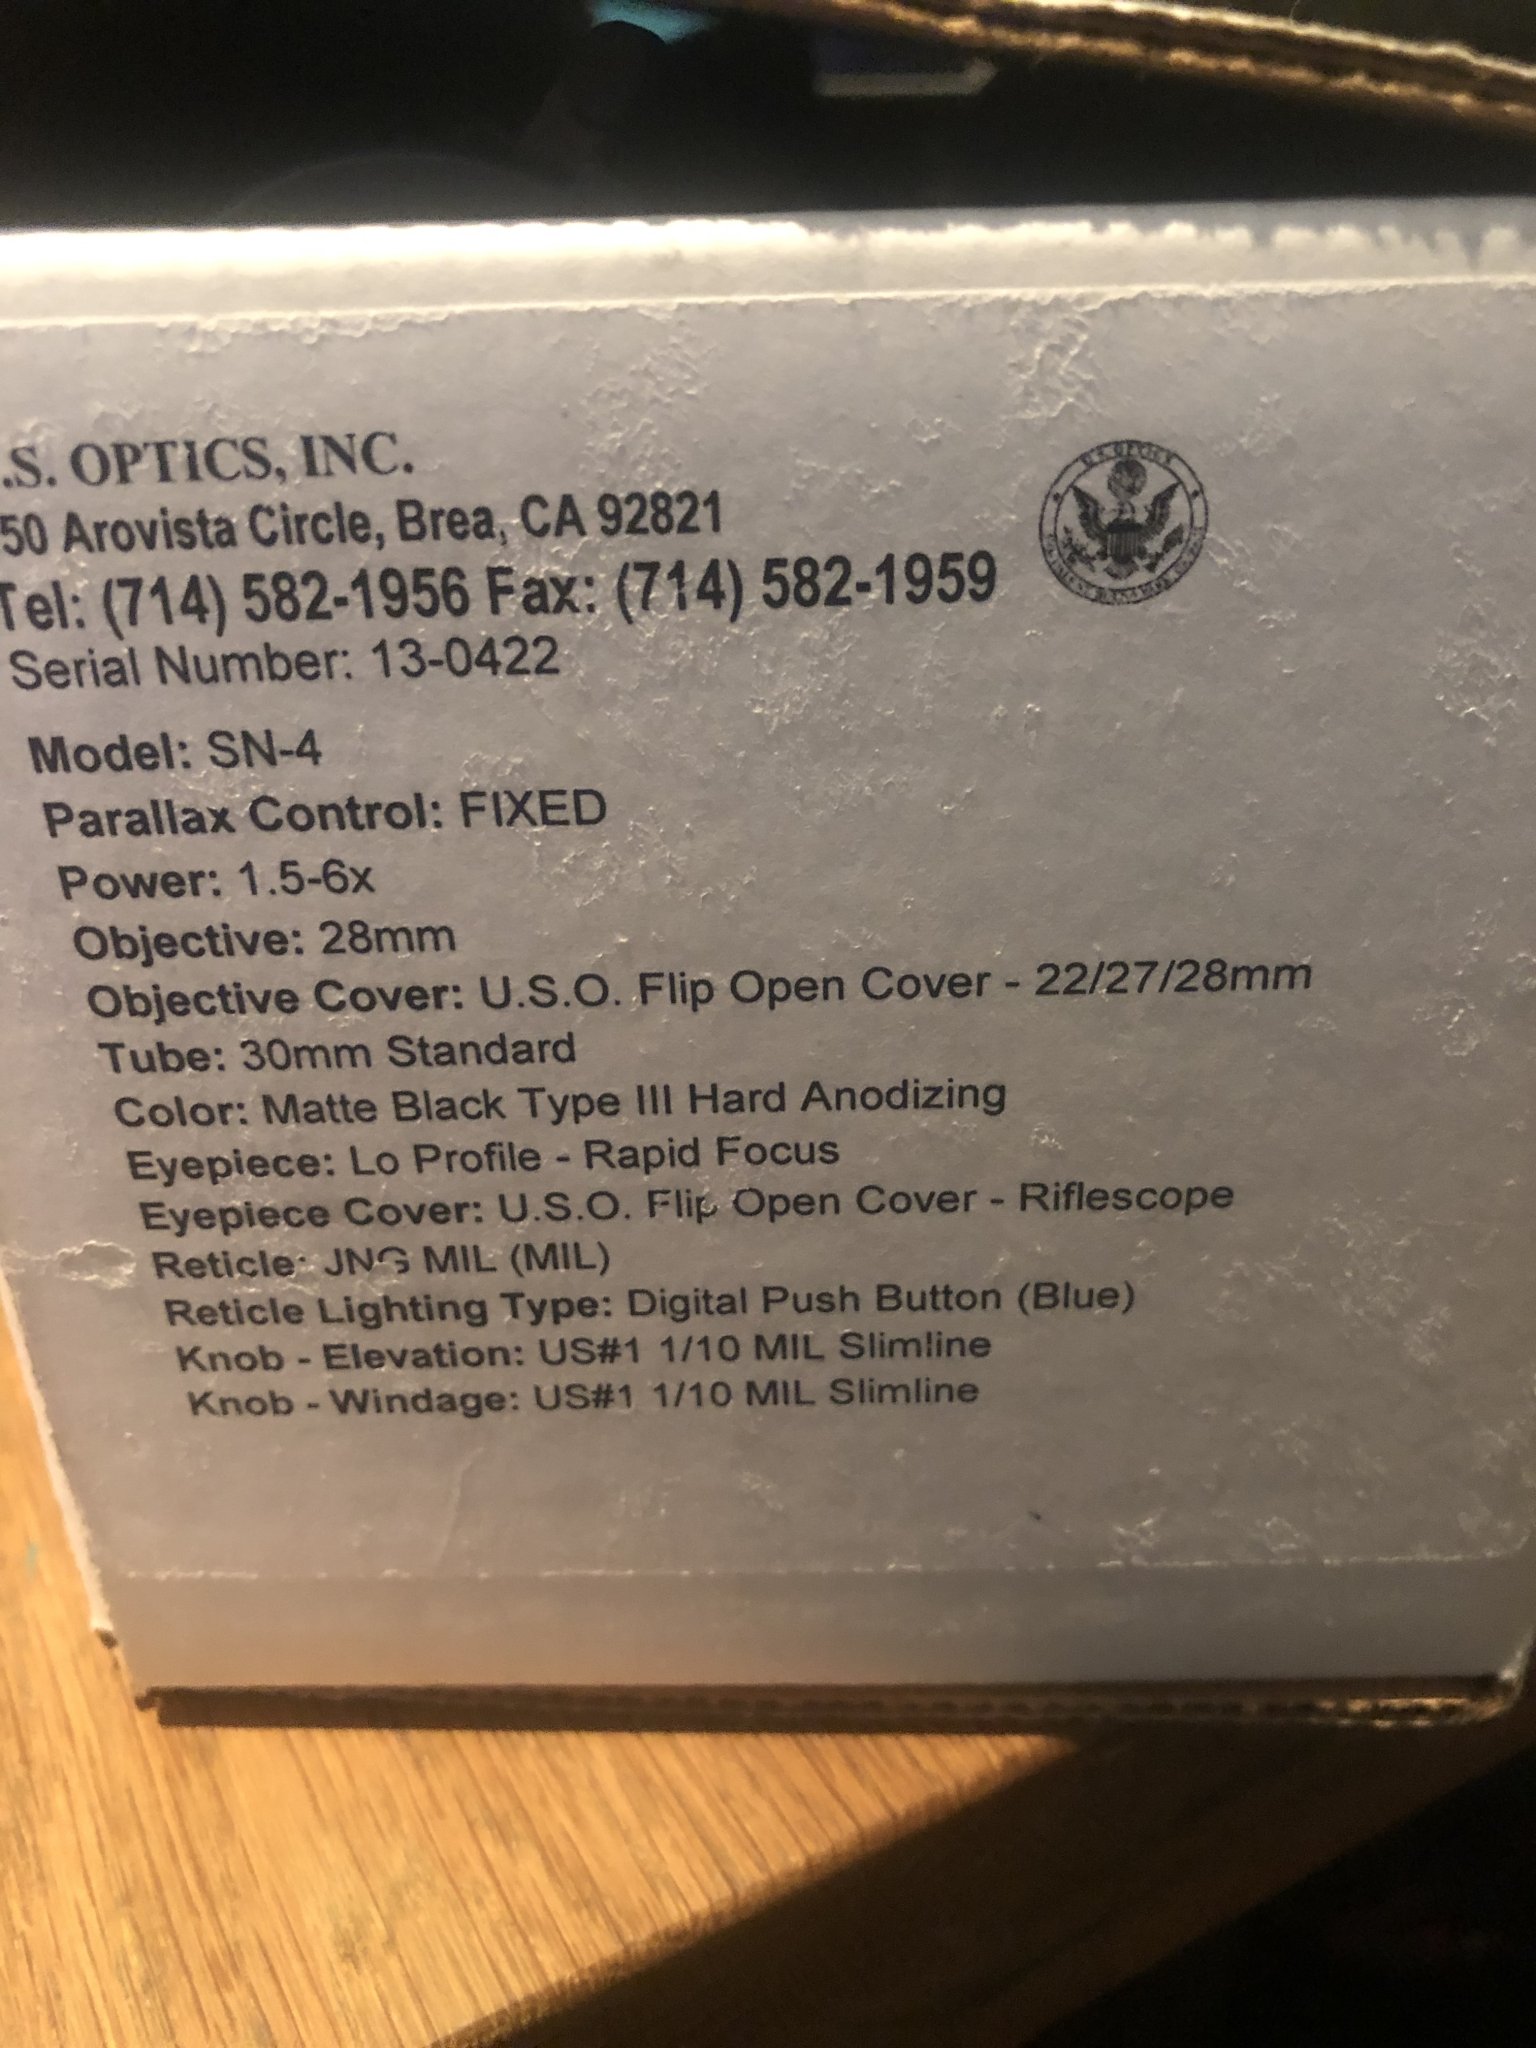 .S. OPTICS, INC.
50 Arovista Circle, Brea, CA 92821
Tel: (714) 582-1956 Fax: (714) 582-1959
Serial Number: 13-0422
Model: SN-4
Parallax Control: FIXED
Power: 1.5-6x
Objective: 28mm
Objective Cover: U.S.O. Flip Open Cover - 22/27/28mm
Tube: 30mm Standard
Color: Matte Black Type III Hard Anodizing
Eyepiece: Lo Profile - Rapid Focus
Eyepiece Cover: U.S.O. Flip Open Cover - Riflescope
Reticle: JNG MIL (MIL)
Reticle Lighting Type: Digital Push Button (Blue)
Knob - Elevation: US#1 1/10 MIL Slimline
Knob - Windage: US#1 1/10 MIL Slimline
U.S. OPTICS